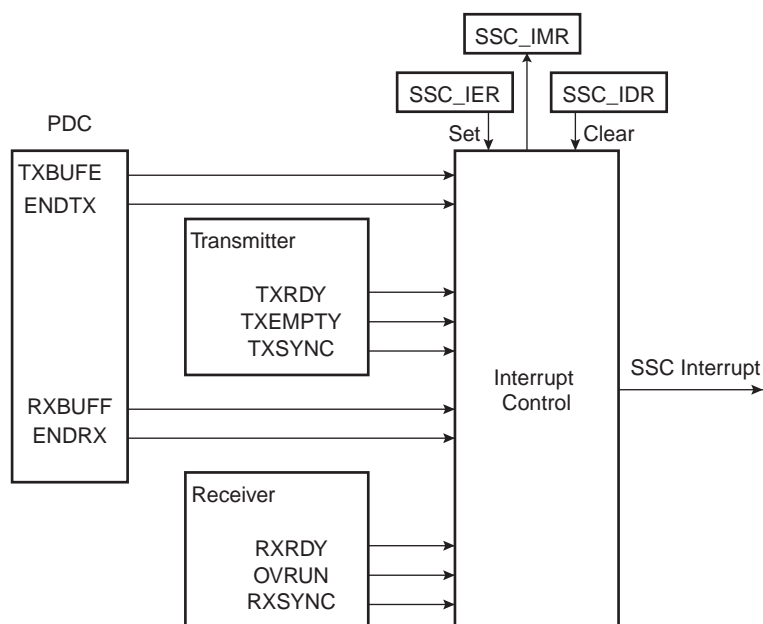 SSC_IMR
SSC_IER
SSC_IDR
Set
Clear
PDC
TXBUFE
ENDTX
Transmitter
TXRDY
TXEMPTY
TXSYNC
RXBUFF
ENDRX
Receiver
RXRDY
OVRUN
RXSYNC
Interrupt
Control
SSC Interrupt